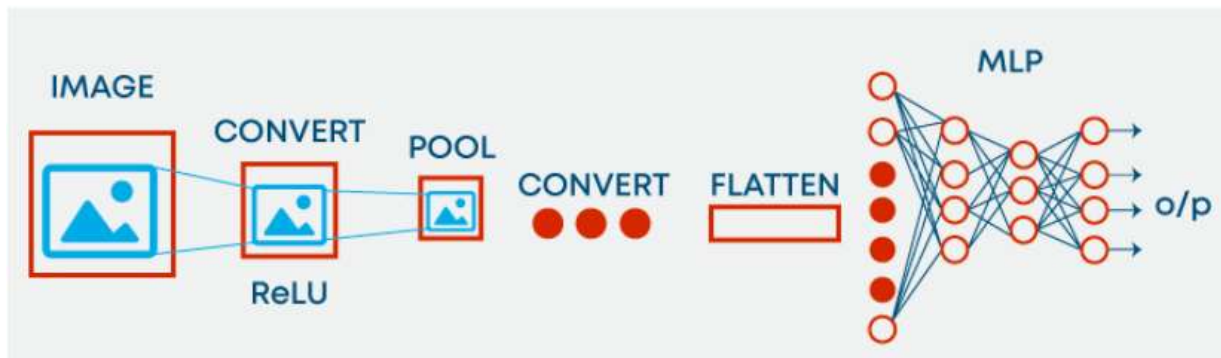 IMAGE
CONVERT
ReLU
POOL
CONVERT
FLATTEN
MLP
o/p